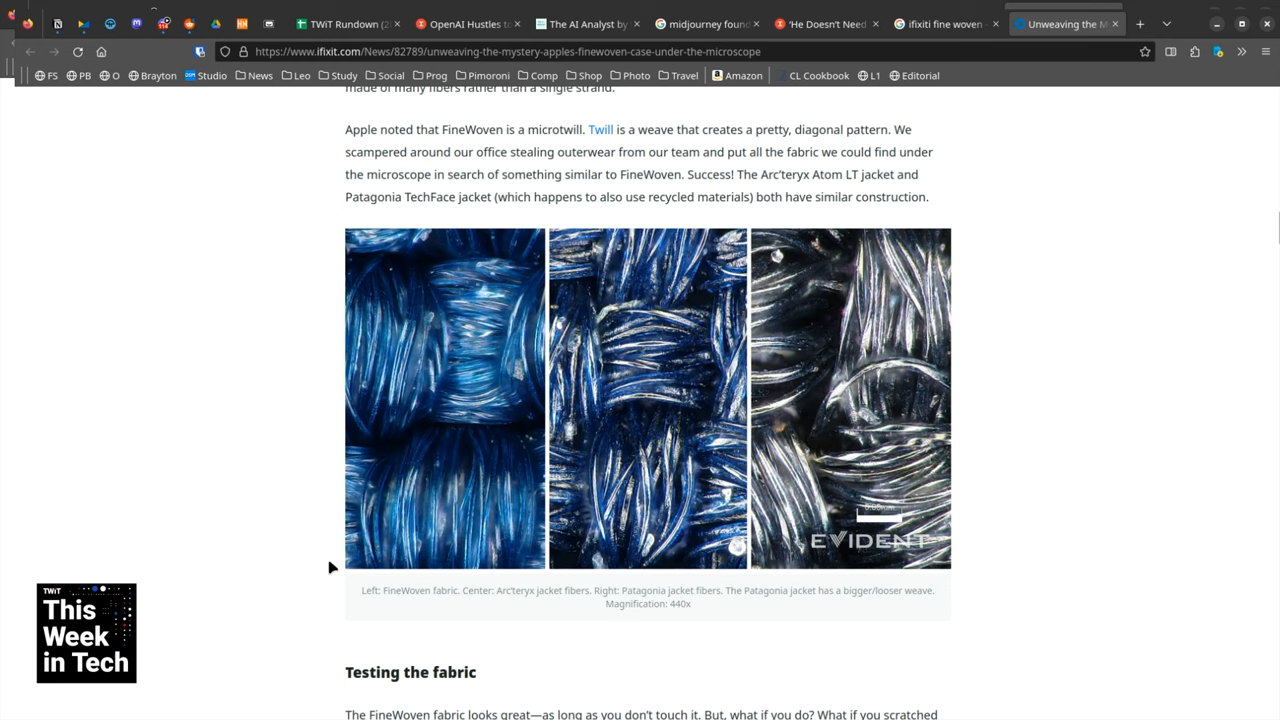 TWiT Rundown (2
OpenAI Hustles t
The AI Analyst by
midjourney foun
'He Doesn't Need
ifixiti fine woven -
Unweaving the M
https://www.ifixit.com/News/82789/unweaving-the-mystery-apples-finewoven-case-under-the-microscope
FS PB O Brayton Studio News Leo Study Social Prog Pimoroni Comp Shop Photo Travel Amazon CL Cookbook L1 Editorial
made of many fibers rather than a single strand.
Apple noted that FineWoven is a microtwill. Twill is a weave that creates a pretty, diagonal pattern. We
scampered around our office stealing outerwear from our team and put all the fabric we could find under
the microscope in search of something similar to FineWoven. Success! The Arc'teryx Atom LT jacket and
Patagonia TechFace jacket (which happens to also use recycled materials) both have similar construction.
EVIDENT
Left: FineWoven fabric. Center: Arc'teryx jacket fibers. Right: Patagonia jacket fibers. The Patagonia jacket has a bigger/looser weave.
Magnification: 440x
TWiT
This
Week
in Tech
Testing the fabric
The FineWoven fabric looks great—as long as you don't touch it. But, what if you do? What if you scratched